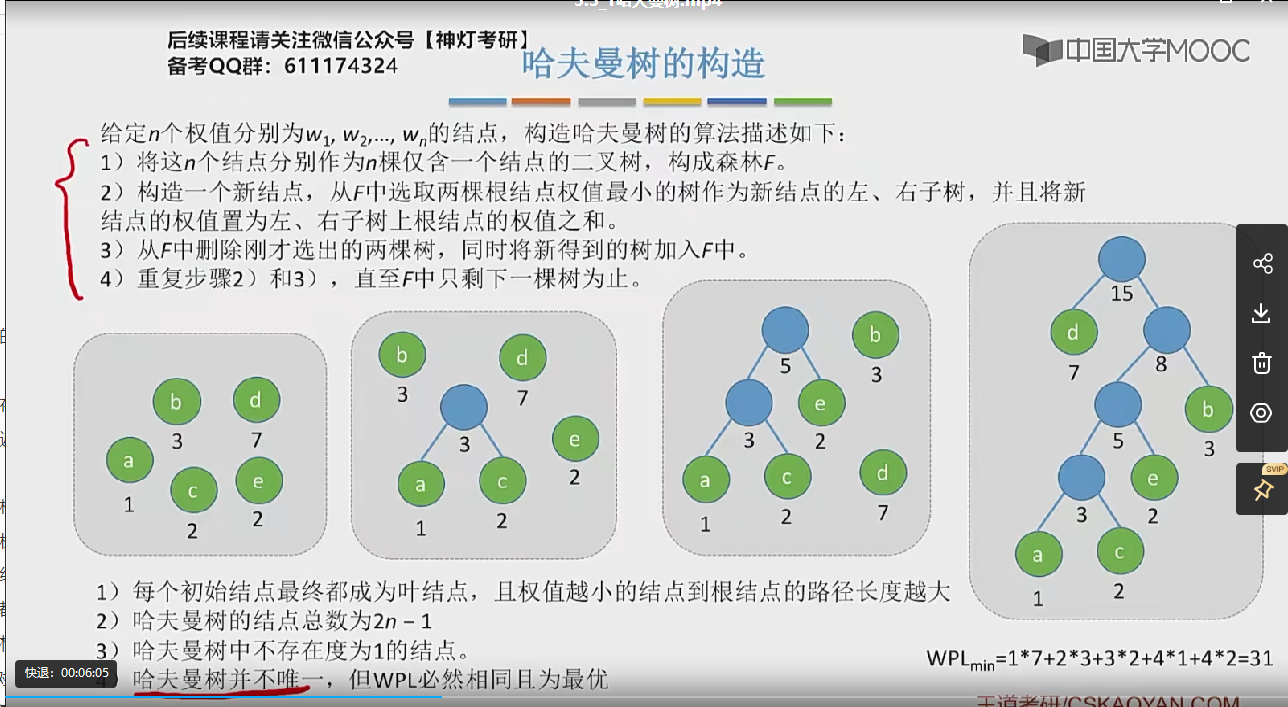 后续课程请关注微信公众号【神灯考研】
备考QQ群：611174324
哈夫曼树的构造
中国大学MOOC
给定n个权值分别为w1, w2,..., wn的结点，构造哈夫曼树的算法描述如下：
1）将这n个结点分别作为n棵仅含一个结点的二叉树，构成森林F。
2）构造一个新结点，从F中选取两棵根结点权值最小的树作为新结点的左、右子树，并且将新
结点的权值置为左、右子树上根结点的权值之和。
3）从F中删除刚才选出的两棵树，同时将新得到的树加入F中。
4）重复步骤2）和3），直至F中只剩下一棵树为止。
b d
3 7
a c e
1 2 2
b d
3 7
3
e
2
a c
1 2
b
5 3
e
3 2
a c d
1 2 7
15
d
7 8
b
5 3
e
3 2
a c
1 2
SVIP
1）每个初始结点最终都成为叶结点，且权值越小的结点到根结点的路径长度越大
2）哈夫曼树的结点总数为2n − 1
3）哈夫曼树中不存在度为1的结点。
哈夫曼树并不唯一，但WPL必然相同且为最优
WPLmin=1*7+2*3+3*2+4*1+4*2=31
快退：00:06:05
王道考研/CSKAOYAN.COM